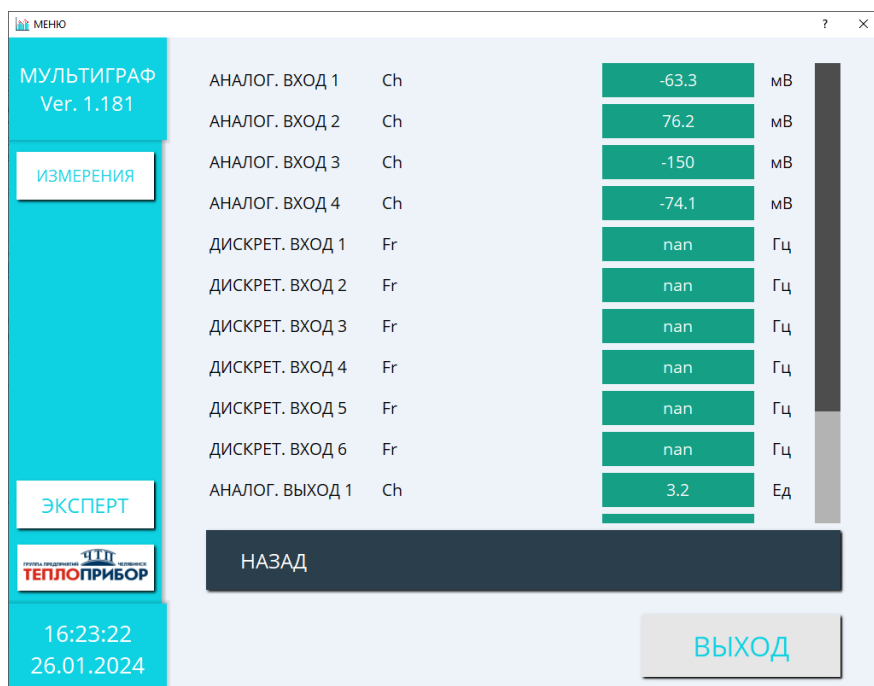 МЕНЮ ? ×
МУЛЬТИГРАФ
Ver. 1.181
ИЗМЕРЕНИЯ
АНАЛОГ. ВХОД 1 Ch -63.3 мВ
АНАЛОГ. ВХОД 2 Ch 76.2 мВ
АНАЛОГ. ВХОД 3 Ch -150 мВ
АНАЛОГ. ВХОД 4 Ch -74.1 мВ
ДИСКРЕТ. ВХОД 1 Fr nan Гц
ДИСКРЕТ. ВХОД 2 Fr nan Гц
ДИСКРЕТ. ВХОД 3 Fr nan Гц
ДИСКРЕТ. ВХОД 4 Fr nan Гц
ДИСКРЕТ. ВХОД 5 Fr nan Гц
ДИСКРЕТ. ВХОД 6 Fr nan Гц
АНАЛОГ. ВЫХОД 1 Ch 3.2 Ед
ЭКСПЕРТ
ЧТП
ГРУППА ПРЕДПРИЯТИЙ ЧЕЛЯБИНСК
ТЕПЛОПРИБОР
НАЗАД
16:23:22
26.01.2024
ВЫХОД